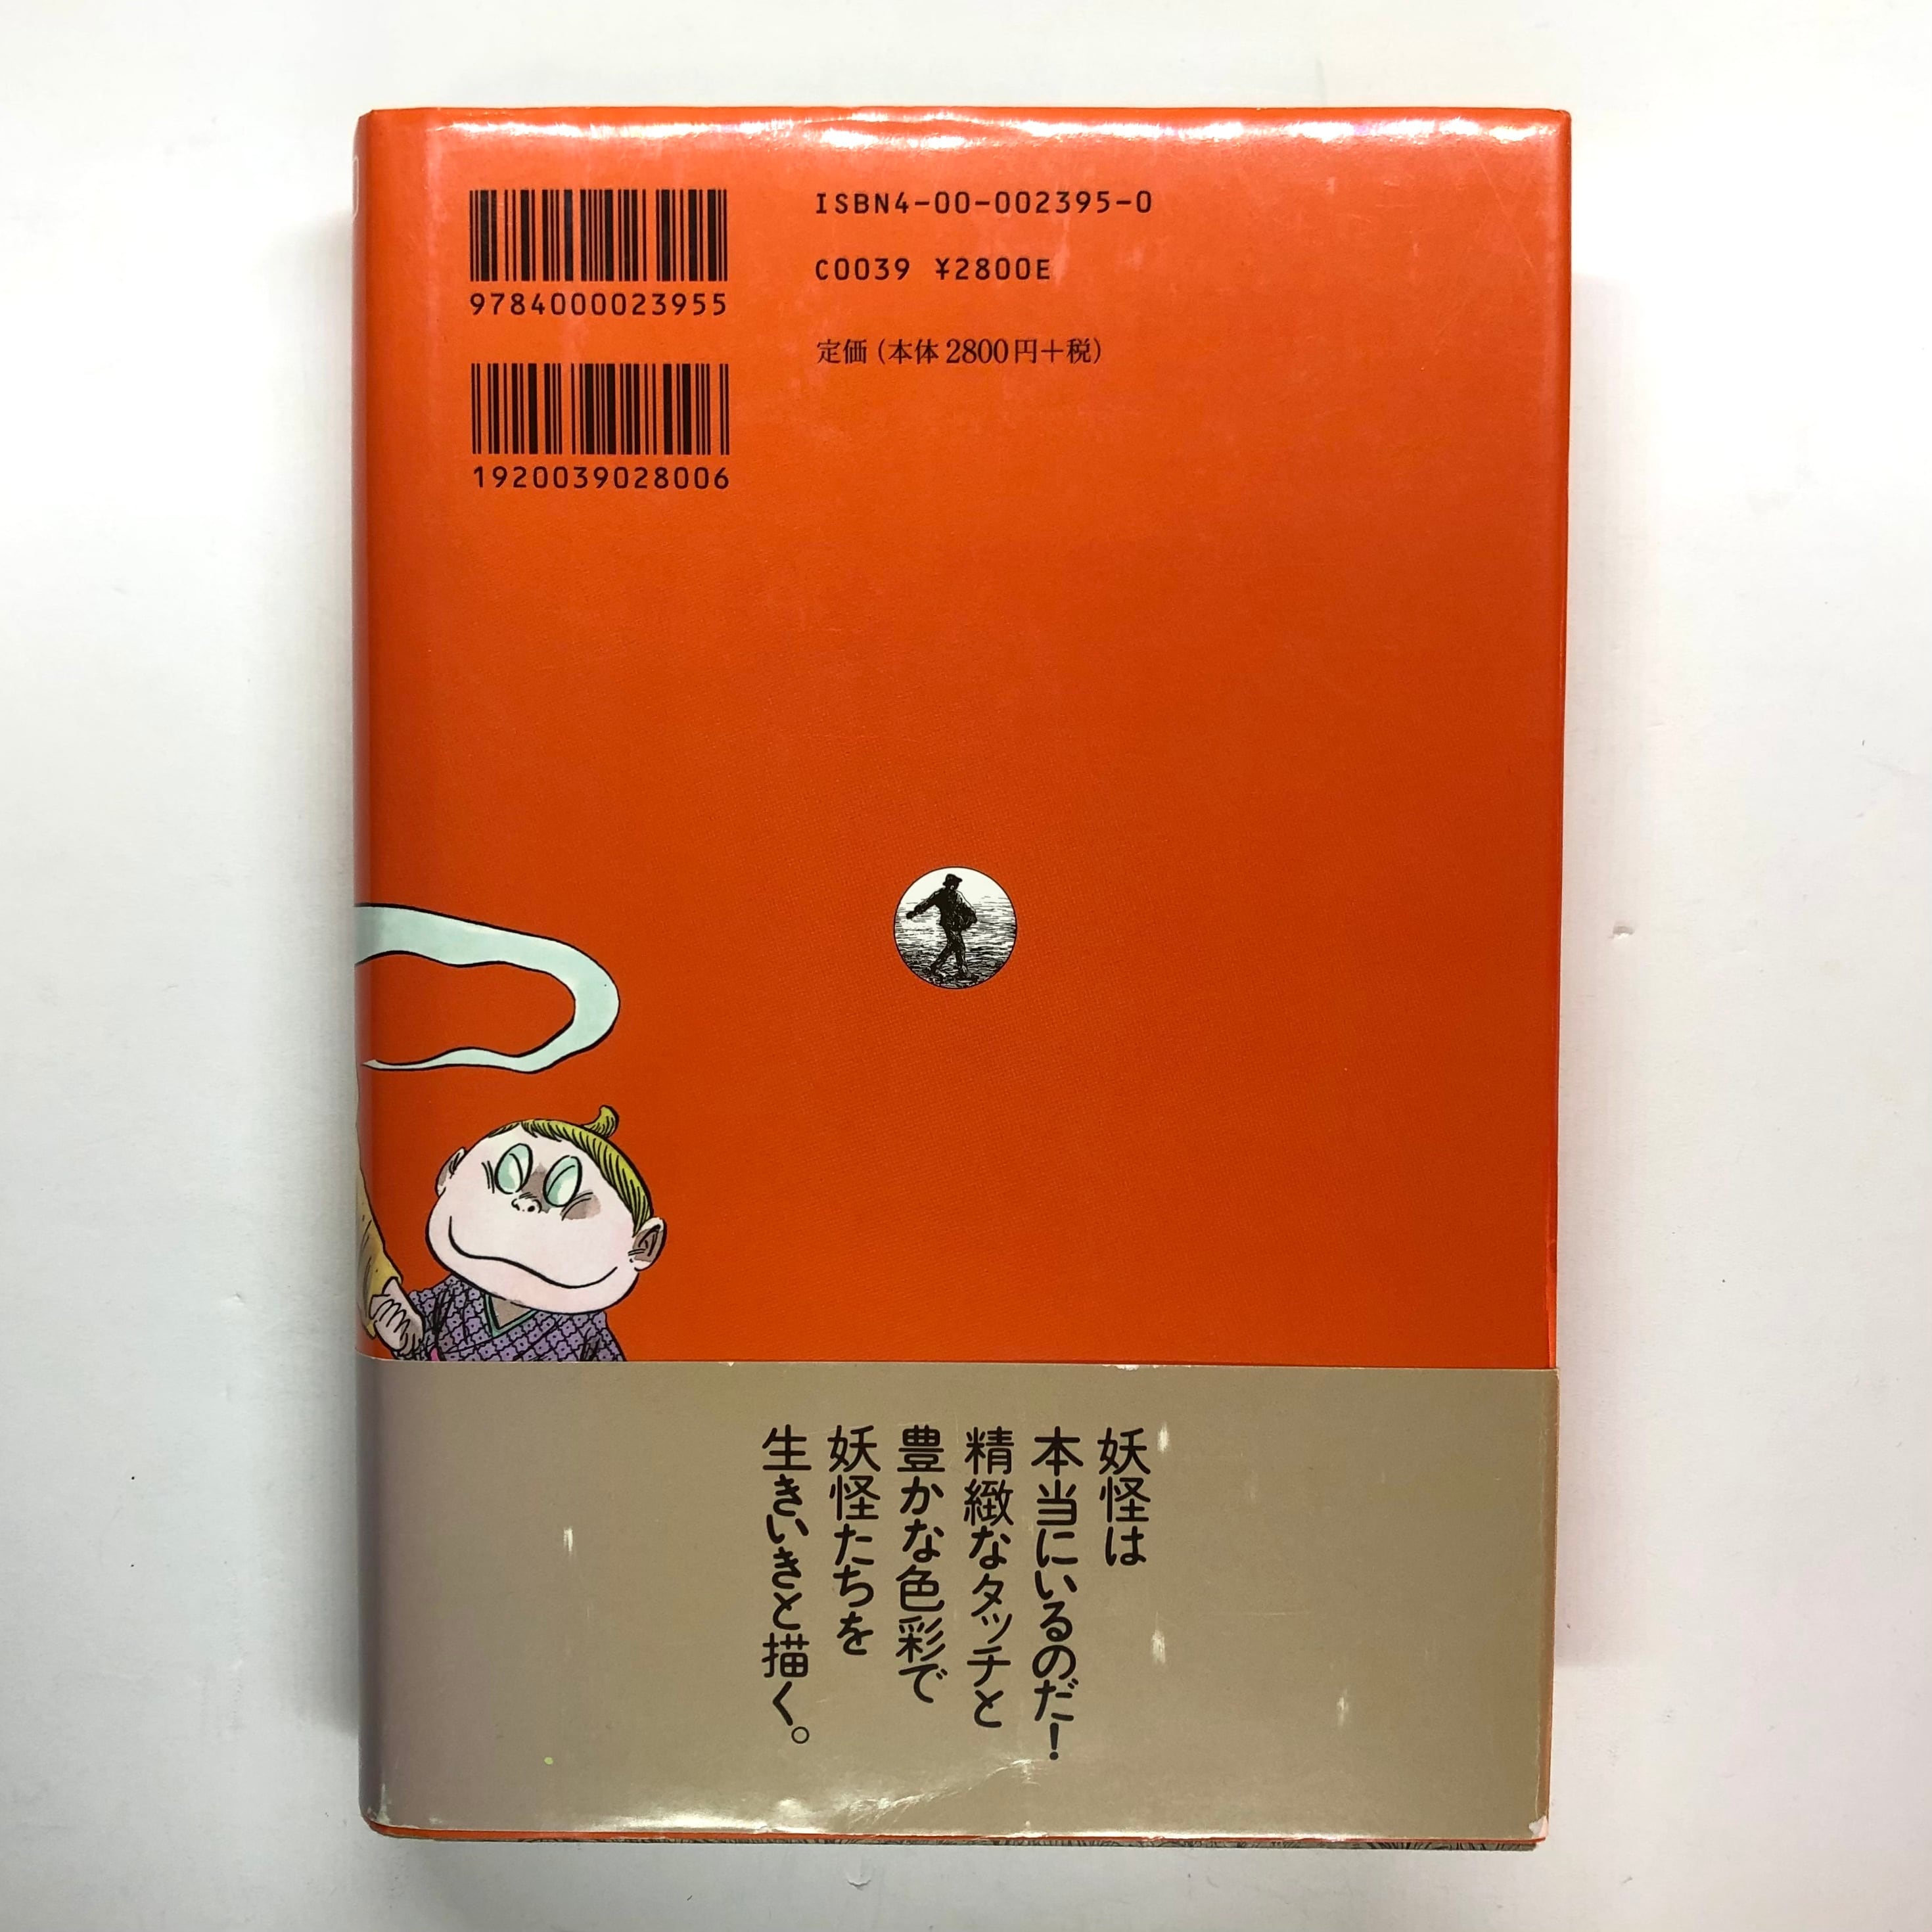 9784000023955
1920039028006
ISBN4-00-002395-0
C0039 ¥2800E
定価(本体2800円+税)
妖怪は
本当にいるのだ!
精緻なタッチと
豊かな色彩で
妖怪たちを
生きいきと描く。